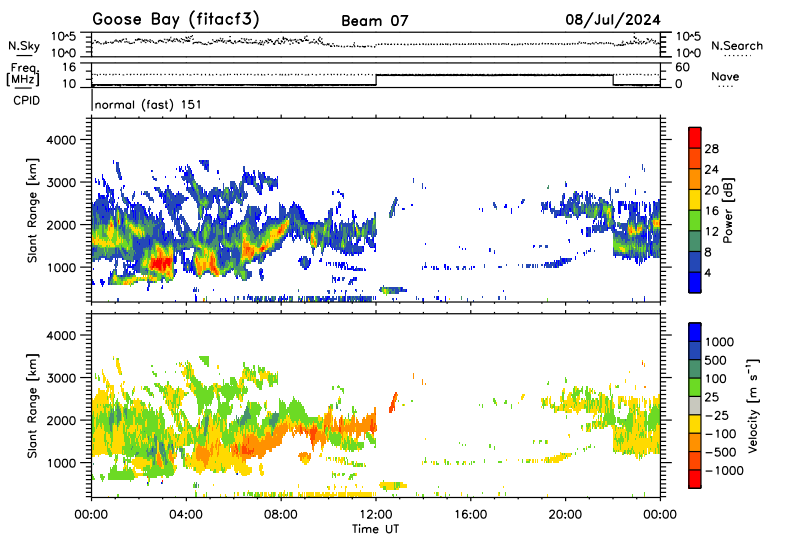 Goose Bay (fitacf3) Beam 07 08/Jul/2024
N.Sky 10^5 10^0 10^5 10^0 N.Search
Freq. [MHz] 16 10 60 0 Nave
CPID normal (fast) 151
Slant Range [km] 4000 3000 2000 1000
28 24 20 16 12 8 4 Power [dB]
Slant Range [km] 4000 3000 2000 1000
1000 500 100 25 −25 −100 −500 −1000 Velocity [m s⁻¹]
00:00 04:00 08:00 12:00 16:00 20:00 00:00
Time UT